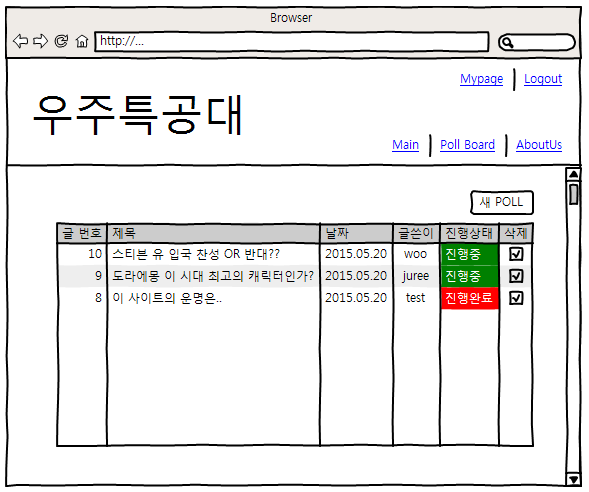 Browser
http://...
Mypage Logout
우주특공대
Main Poll Board AboutUs
새 POLL
글 번호 제목 날짜 글쓴이 진행상태 삭제
10 스티븐 유 입국 찬성 OR 반대?? 2015.05.20 woo 진행중
9 도라에몽 이 시대 최고의 캐릭터인가? 2015.05.20 juree 진행중
8 이 사이트의 운명은.. 2015.05.20 test 진행완료